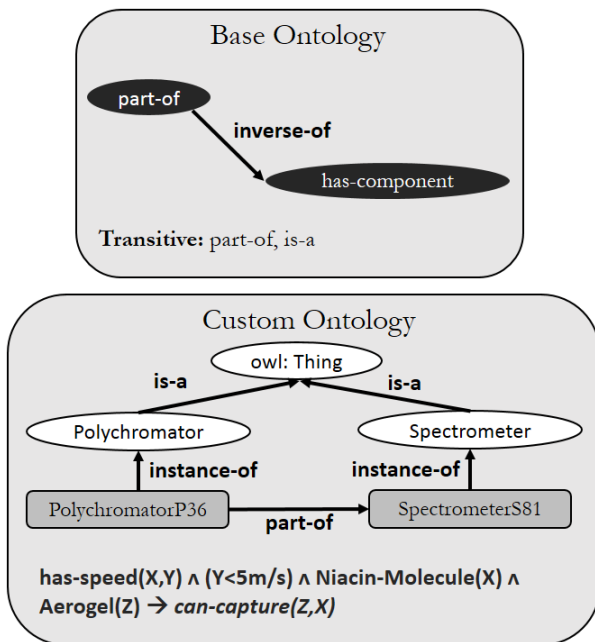 Base Ontology
part-of
inverse-of
has-component
Transitive: part-of, is-a
Custom Ontology
owl: Thing
is-a
is-a
Polychromator
Spectrometer
instance-of
instance-of
PolychromatorP36
SpectrometerS81
part-of
has-speed(X,Y) ∧ (Y<5m/s) ∧ Niacin-Molecule(X) ∧
Aerogel(Z) → can-capture(Z,X)